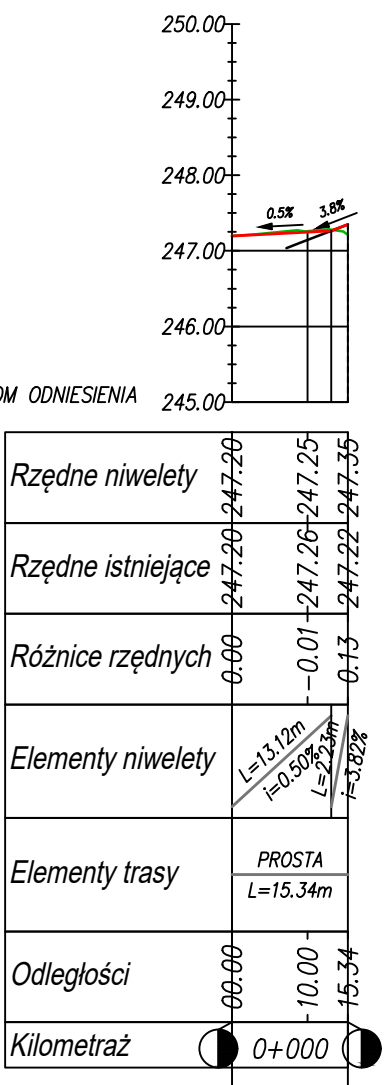 250.00
249.00
248.00
0.5% 3.8%
247.00
246.00
OM ODNIESIENIA 245.00
Rzędne niwelety 247.20 247.25 247.35
Rzędne istniejące 247.20 247.26 247.22
Różnice rzędnych 0.00 -0.01 0.13
Elementy niwelety L=13.12m i=0.50% L=2.23m i=3.82%
Elementy trasy PROSTA
L=15.34m
Odległości 00.00 10.00 15.34
Kilometraż 0+000